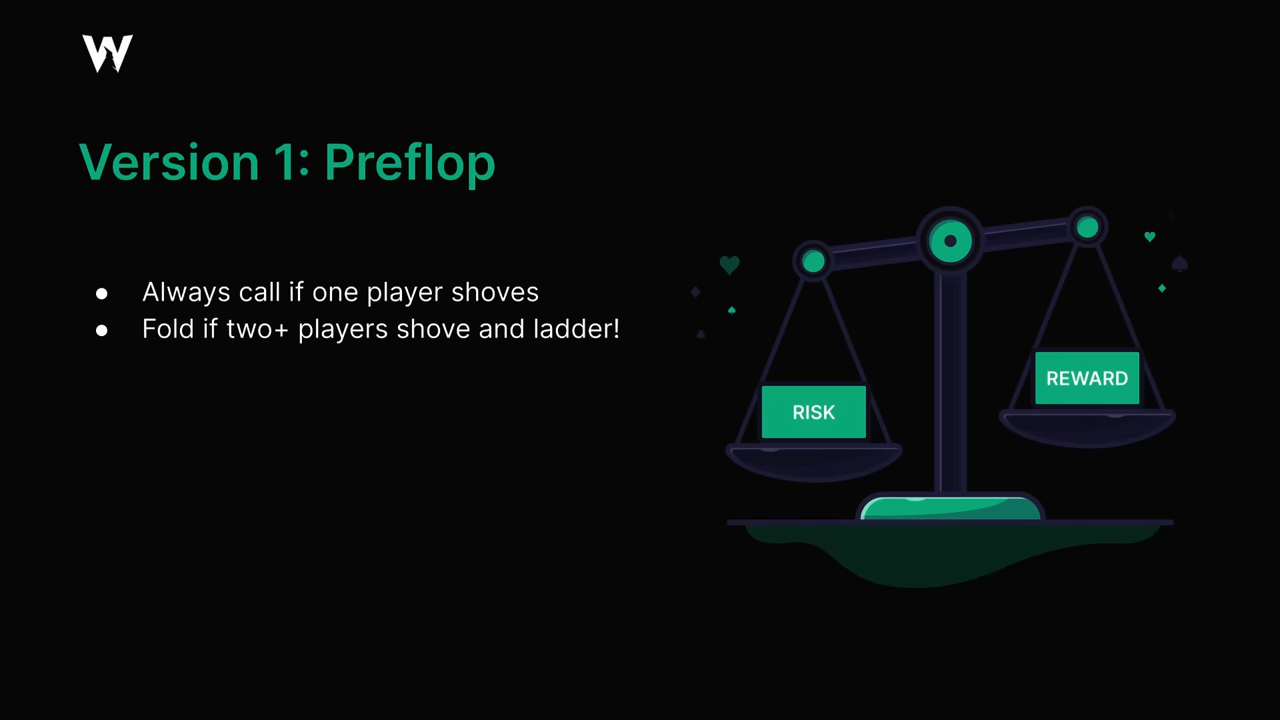 W
Version 1: Preflop
● Always call if one player shoves
● Fold if two+ players shove and ladder!
REWARD
RISK